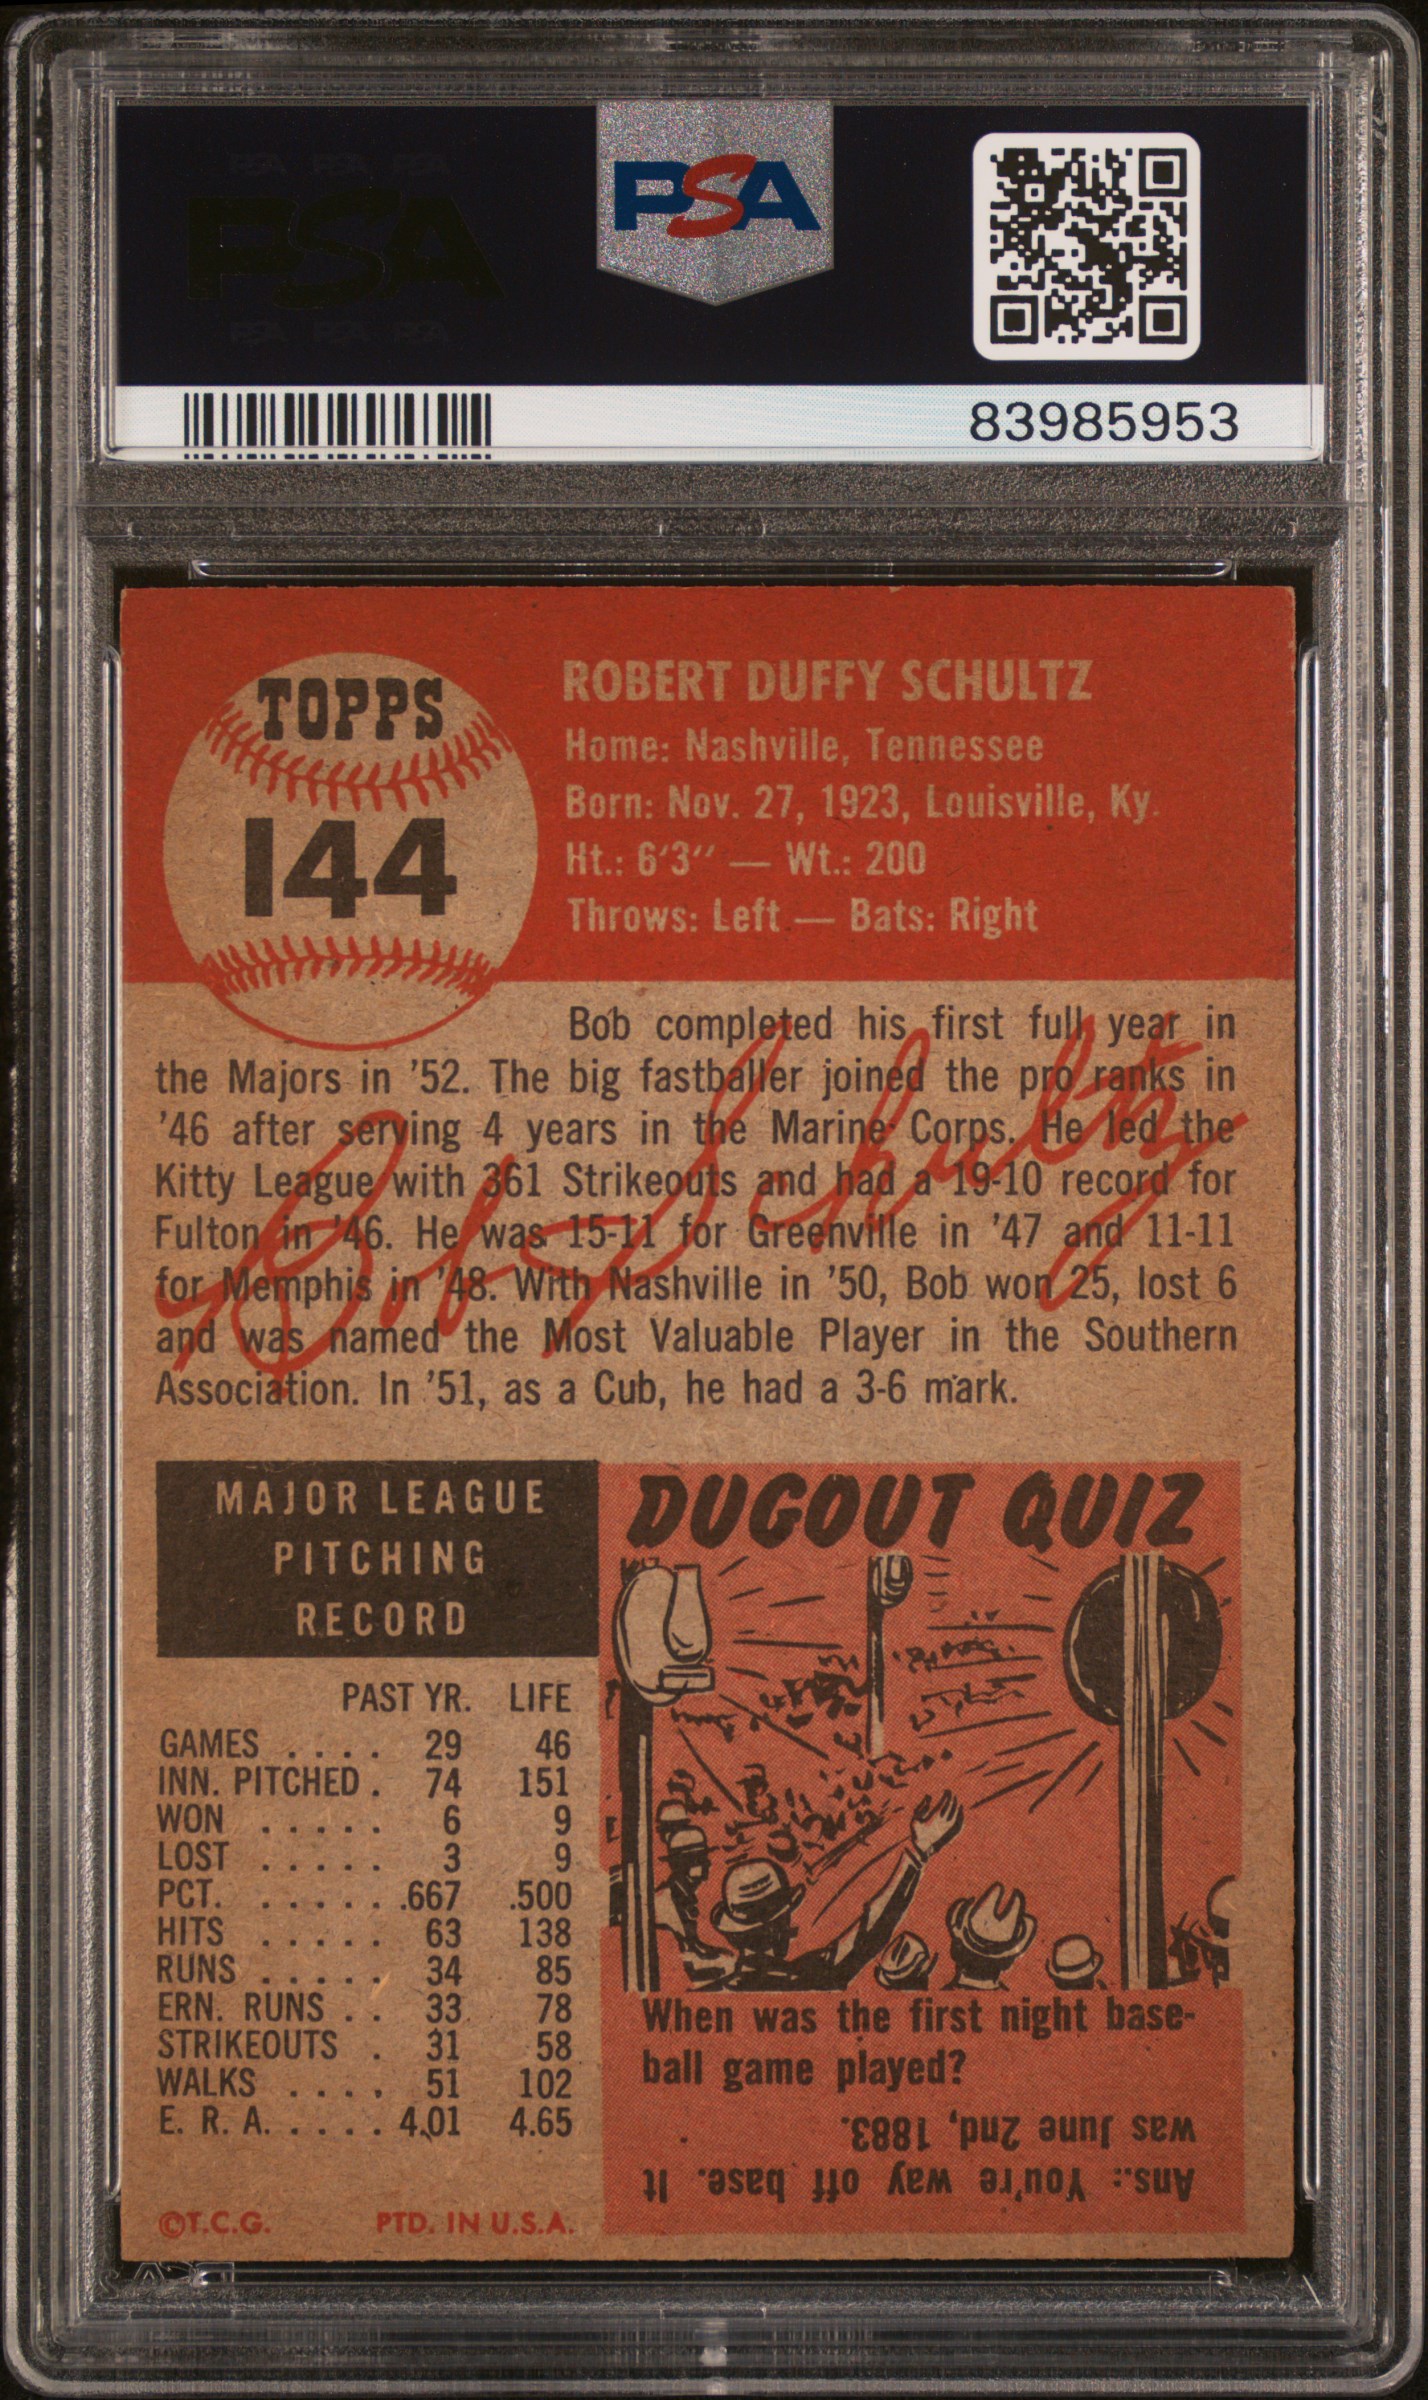 PSA PSA PSA
PSA
PSA PSA PSA
PSA
83985953
TOPPS
144
ROBERT DUFFY SCHULTZ
Home: Nashville, Tennessee
Born: Nov. 27, 1923, Louisville, Ky.
Ht.: 6'3" — Wt.: 200
Throws: Left — Bats: Right
Bob completed his first full year in
the Majors in '52. The big fastballer joined the pro ranks in
'46 after serving 4 years in the Marine Corps. He led the
Kitty League with 361 Strikeouts and had a 19-10 record for
Fulton in '46. He was 15-11 for Greenville in '47 and 11-11
for Memphis in '48. With Nashville in '50, Bob won 25, lost 6
and was named the Most Valuable Player in the Southern
Association. In '51, as a Cub, he had a 3-6 mark.
Bob Schultz
MAJOR LEAGUE
PITCHING
RECORD
PAST YR. LIFE
GAMES . . . . 29 46
INN. PITCHED . 74 151
WON . . . . . 6 9
LOST . . . . . 3 9
PCT. . . . . . .667 .500
HITS . . . . . 63 138
RUNS . . . . . 34 85
ERN. RUNS . . 33 78
STRIKEOUTS . 31 58
WALKS . . . . 51 102
E. R. A. . . . . 4.01 4.65
©T.C.G. PTD. IN U.S.A.
DUGOUT QUIZ
When was the first night base-
ball game played?
Ans.: You're way off base. It
was June 2nd, 1883.